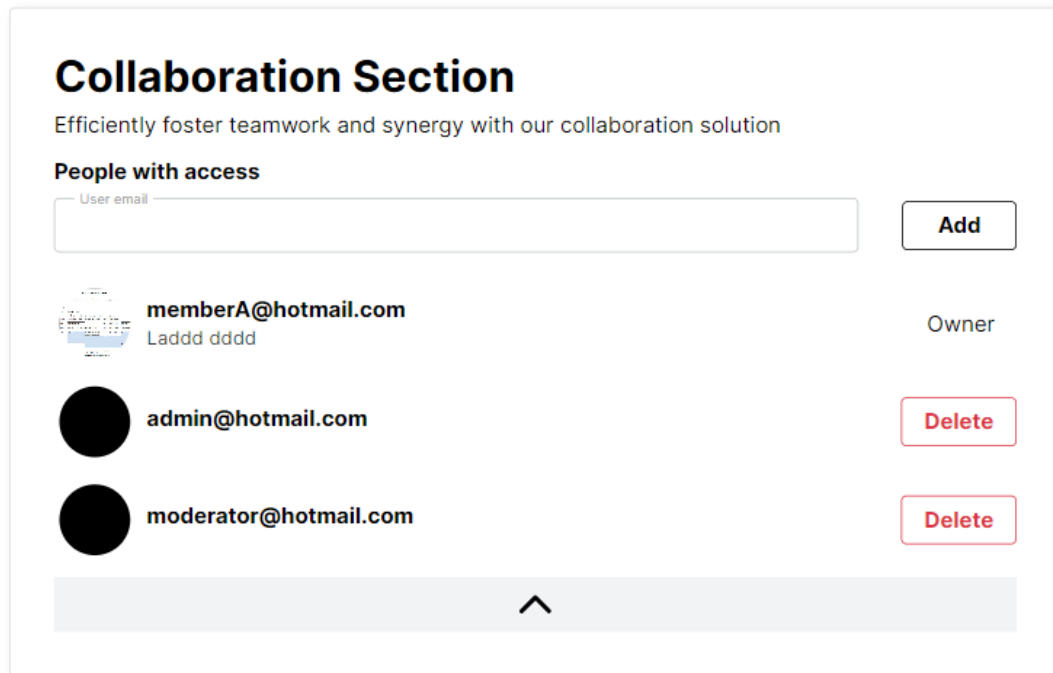 Collaboration Section
Efficiently foster teamwork and synergy with our collaboration solution
People with access
User email
Add
memberA@hotmail.com
Laddd dddd
Owner
admin@hotmail.com
Delete
moderator@hotmail.com
Delete